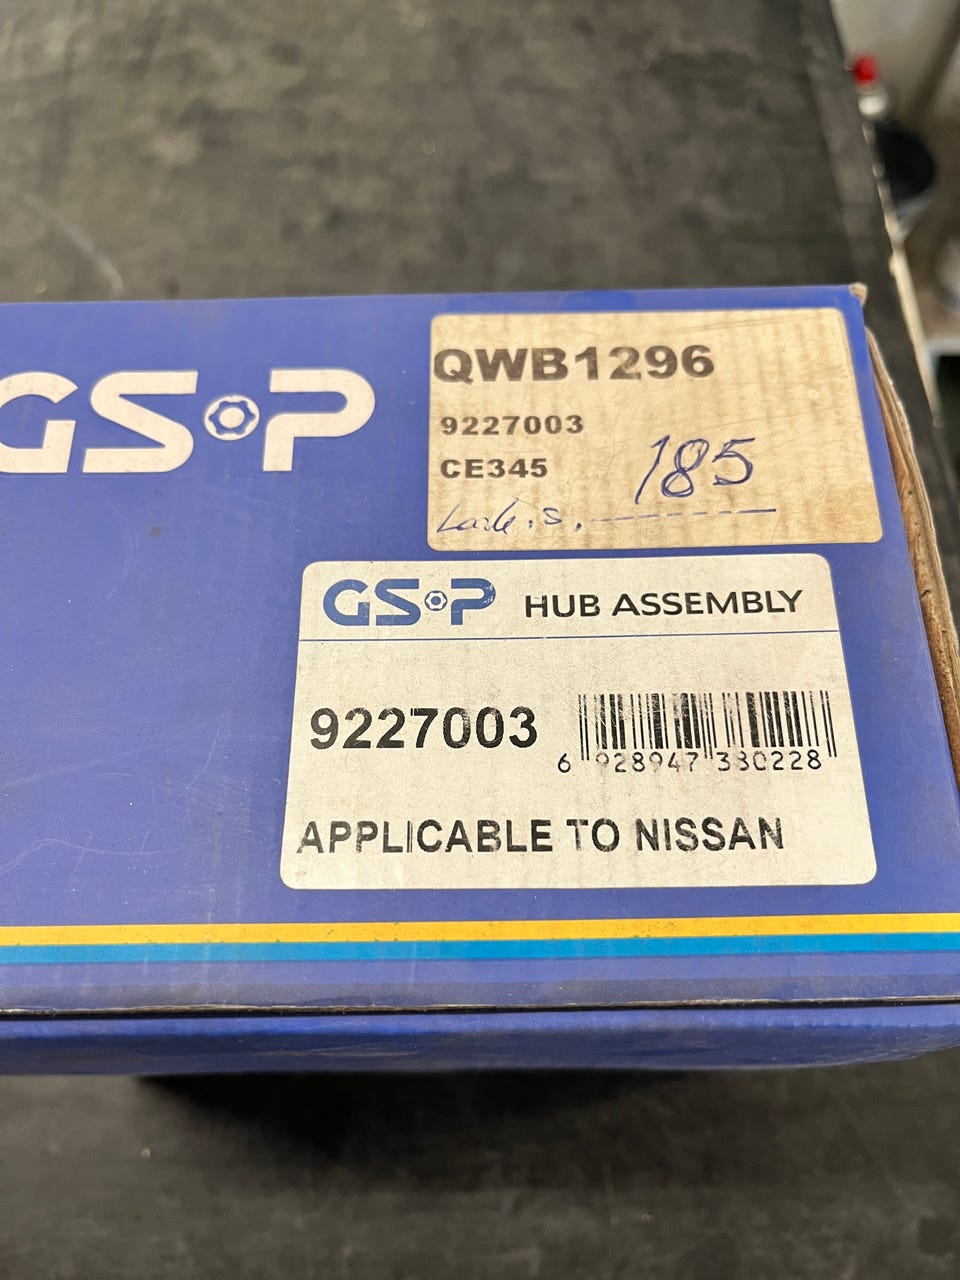 GS·P
QWB1296
9227003
CE345
185
GS·P HUB ASSEMBLY
9227003
6 928947 380228
APPLICABLE TO NISSAN